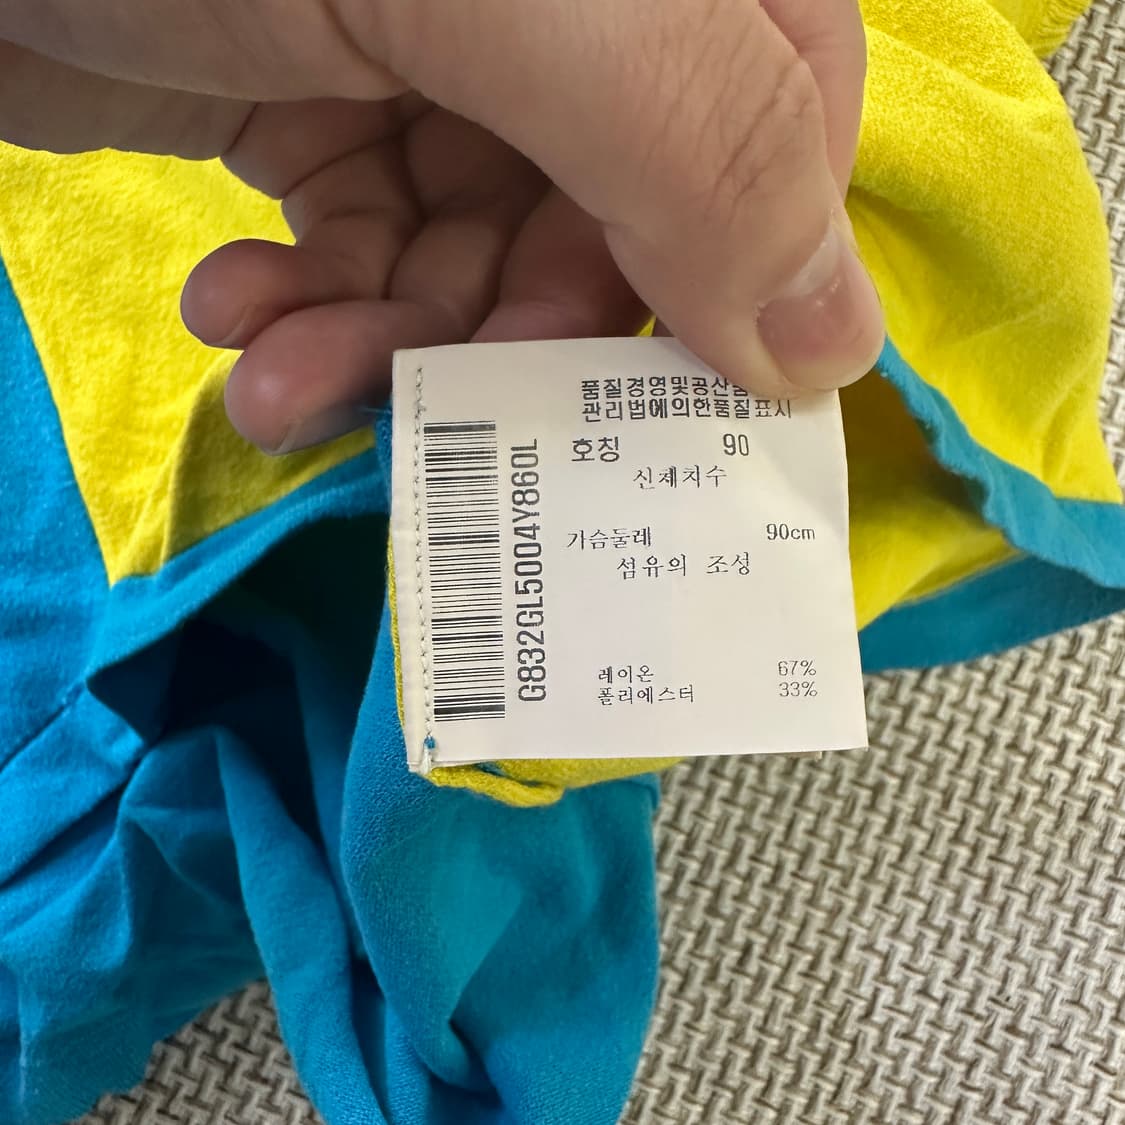 품질경영및공산품
관리법에의한품질표시
호칭 90
신체치수
가슴둘레 90cm
섬유의 조성
레이온 67%
폴리에스터 33%
G832GL5004Y860L